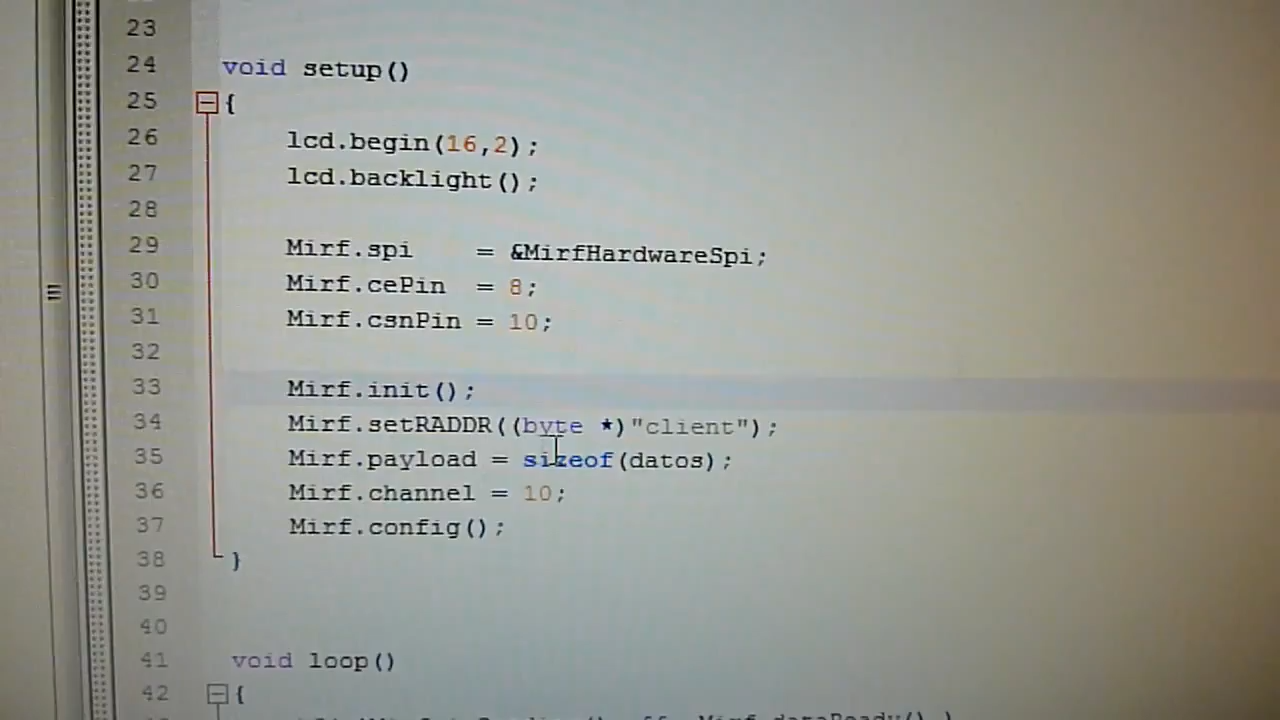 23
24 void setup()
25 {
26 lcd.begin(16,2);
27 lcd.backlight();
28
29 Mirf.spi = &MirfHardwareSpi;
30 Mirf.cePin = 8;
31 Mirf.csnPin = 10;
32
33 Mirf.init();
34 Mirf.setRADDR((byte *)"client");
35 Mirf.payload = sizeof(datos);
36 Mirf.channel = 10;
37 Mirf.config();
38 }
39
40
41 void loop()
42 {
Mirf.dataReady()